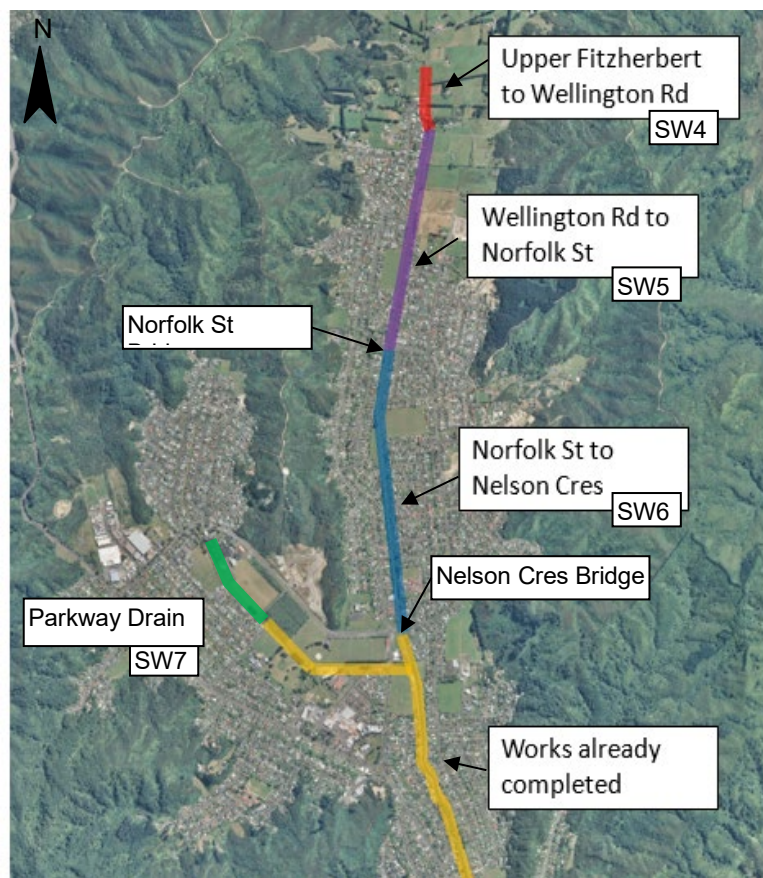 N
Upper Fitzherbert
to Wellington Rd
SW4
Wellington Rd to
Norfolk St
SW5
Norfolk St
Norfolk St to
Nelson Cres
SW6
Nelson Cres Bridge
Parkway Drain
SW7
Works already
completed